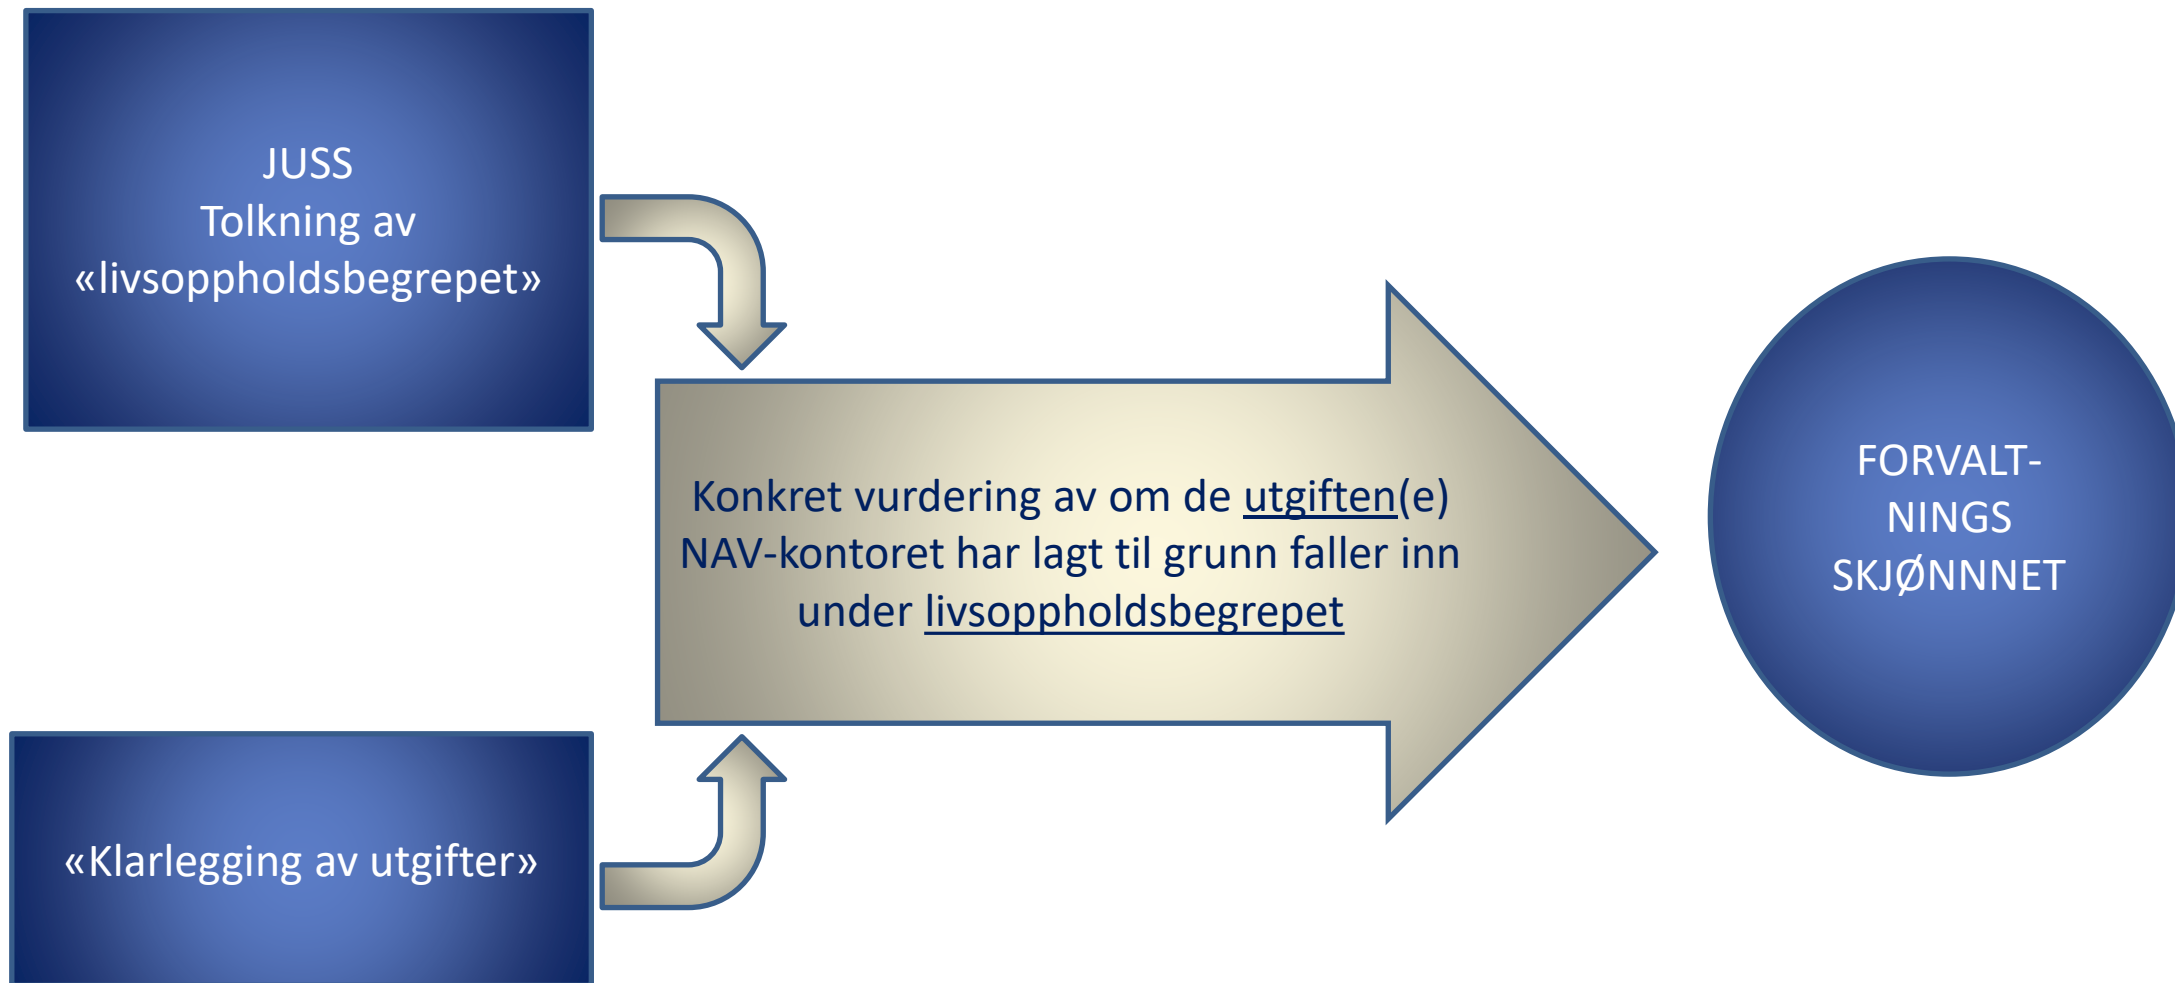 JUSS
Tolkning av
«livsoppholdsbegrepet»
Konkret vurdering av om de utgiften(e)
NAV-kontoret har lagt til grunn faller inn
under livsoppholdsbegrepet
FORVALT-
NINGS
SKJØNNNET
«Klarlegging av utgifter»